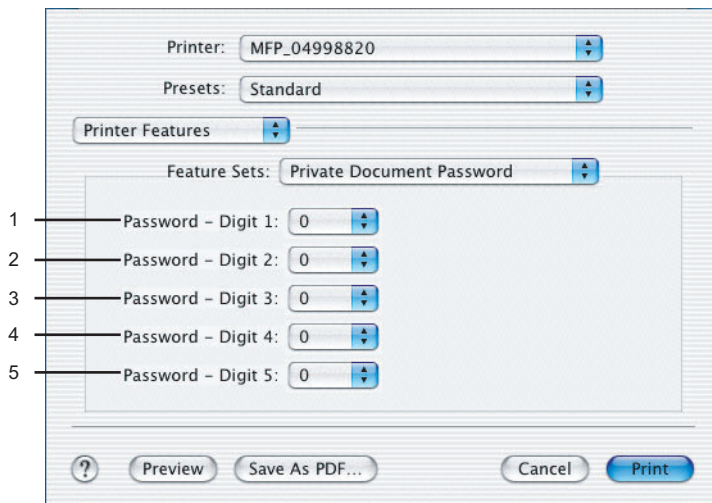 Printer: MFP_04998820
Presets: Standard
Printer Features
Feature Sets: Private Document Password
1 Password – Digit 1: 0
2 Password – Digit 2: 0
3 Password – Digit 3: 0
4 Password – Digit 4: 0
5 Password – Digit 5: 0
? Preview Save As PDF... Cancel Print